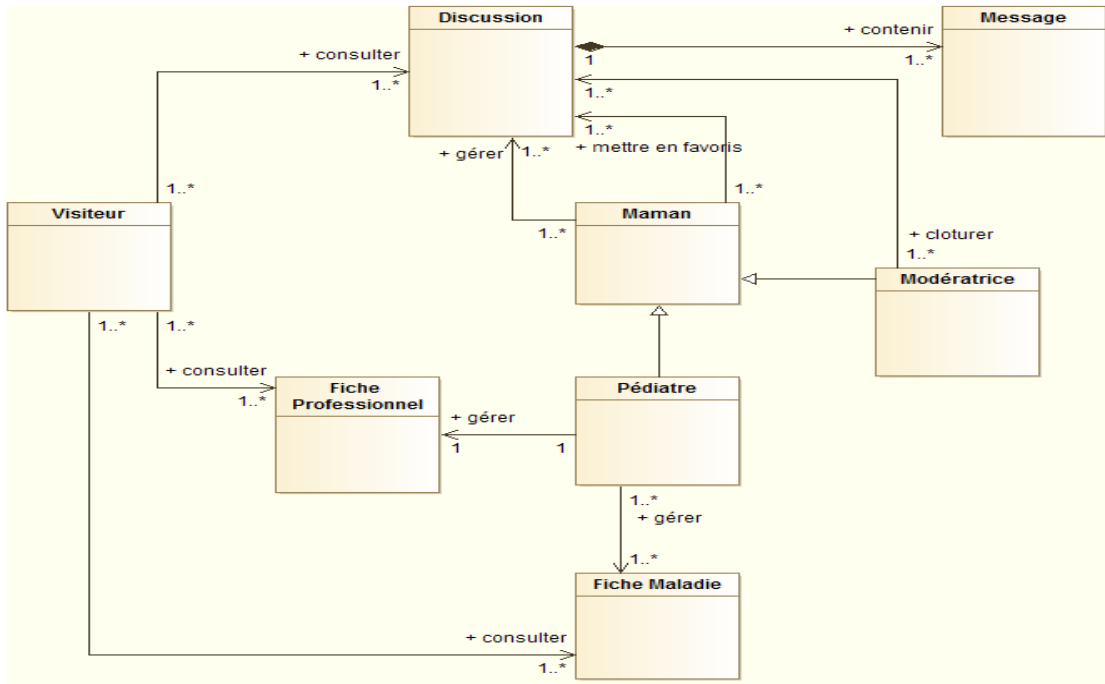 Discussion
Message
+ contenir
1
1..*
+ consulter
1..*
1..*
1..*
+ mettre en favoris
+ gérer
1..*
1..*
1..*
Visiteur
Maman
1..*
+ cloturer
1..*
Modératrice
1..*
1..*
+ consulter
1..*
Fiche
Professionnel
Pédiatre
+ gérer
1
1
1..*
+ gérer
1..*
Fiche Maladie
+ consulter
1..*